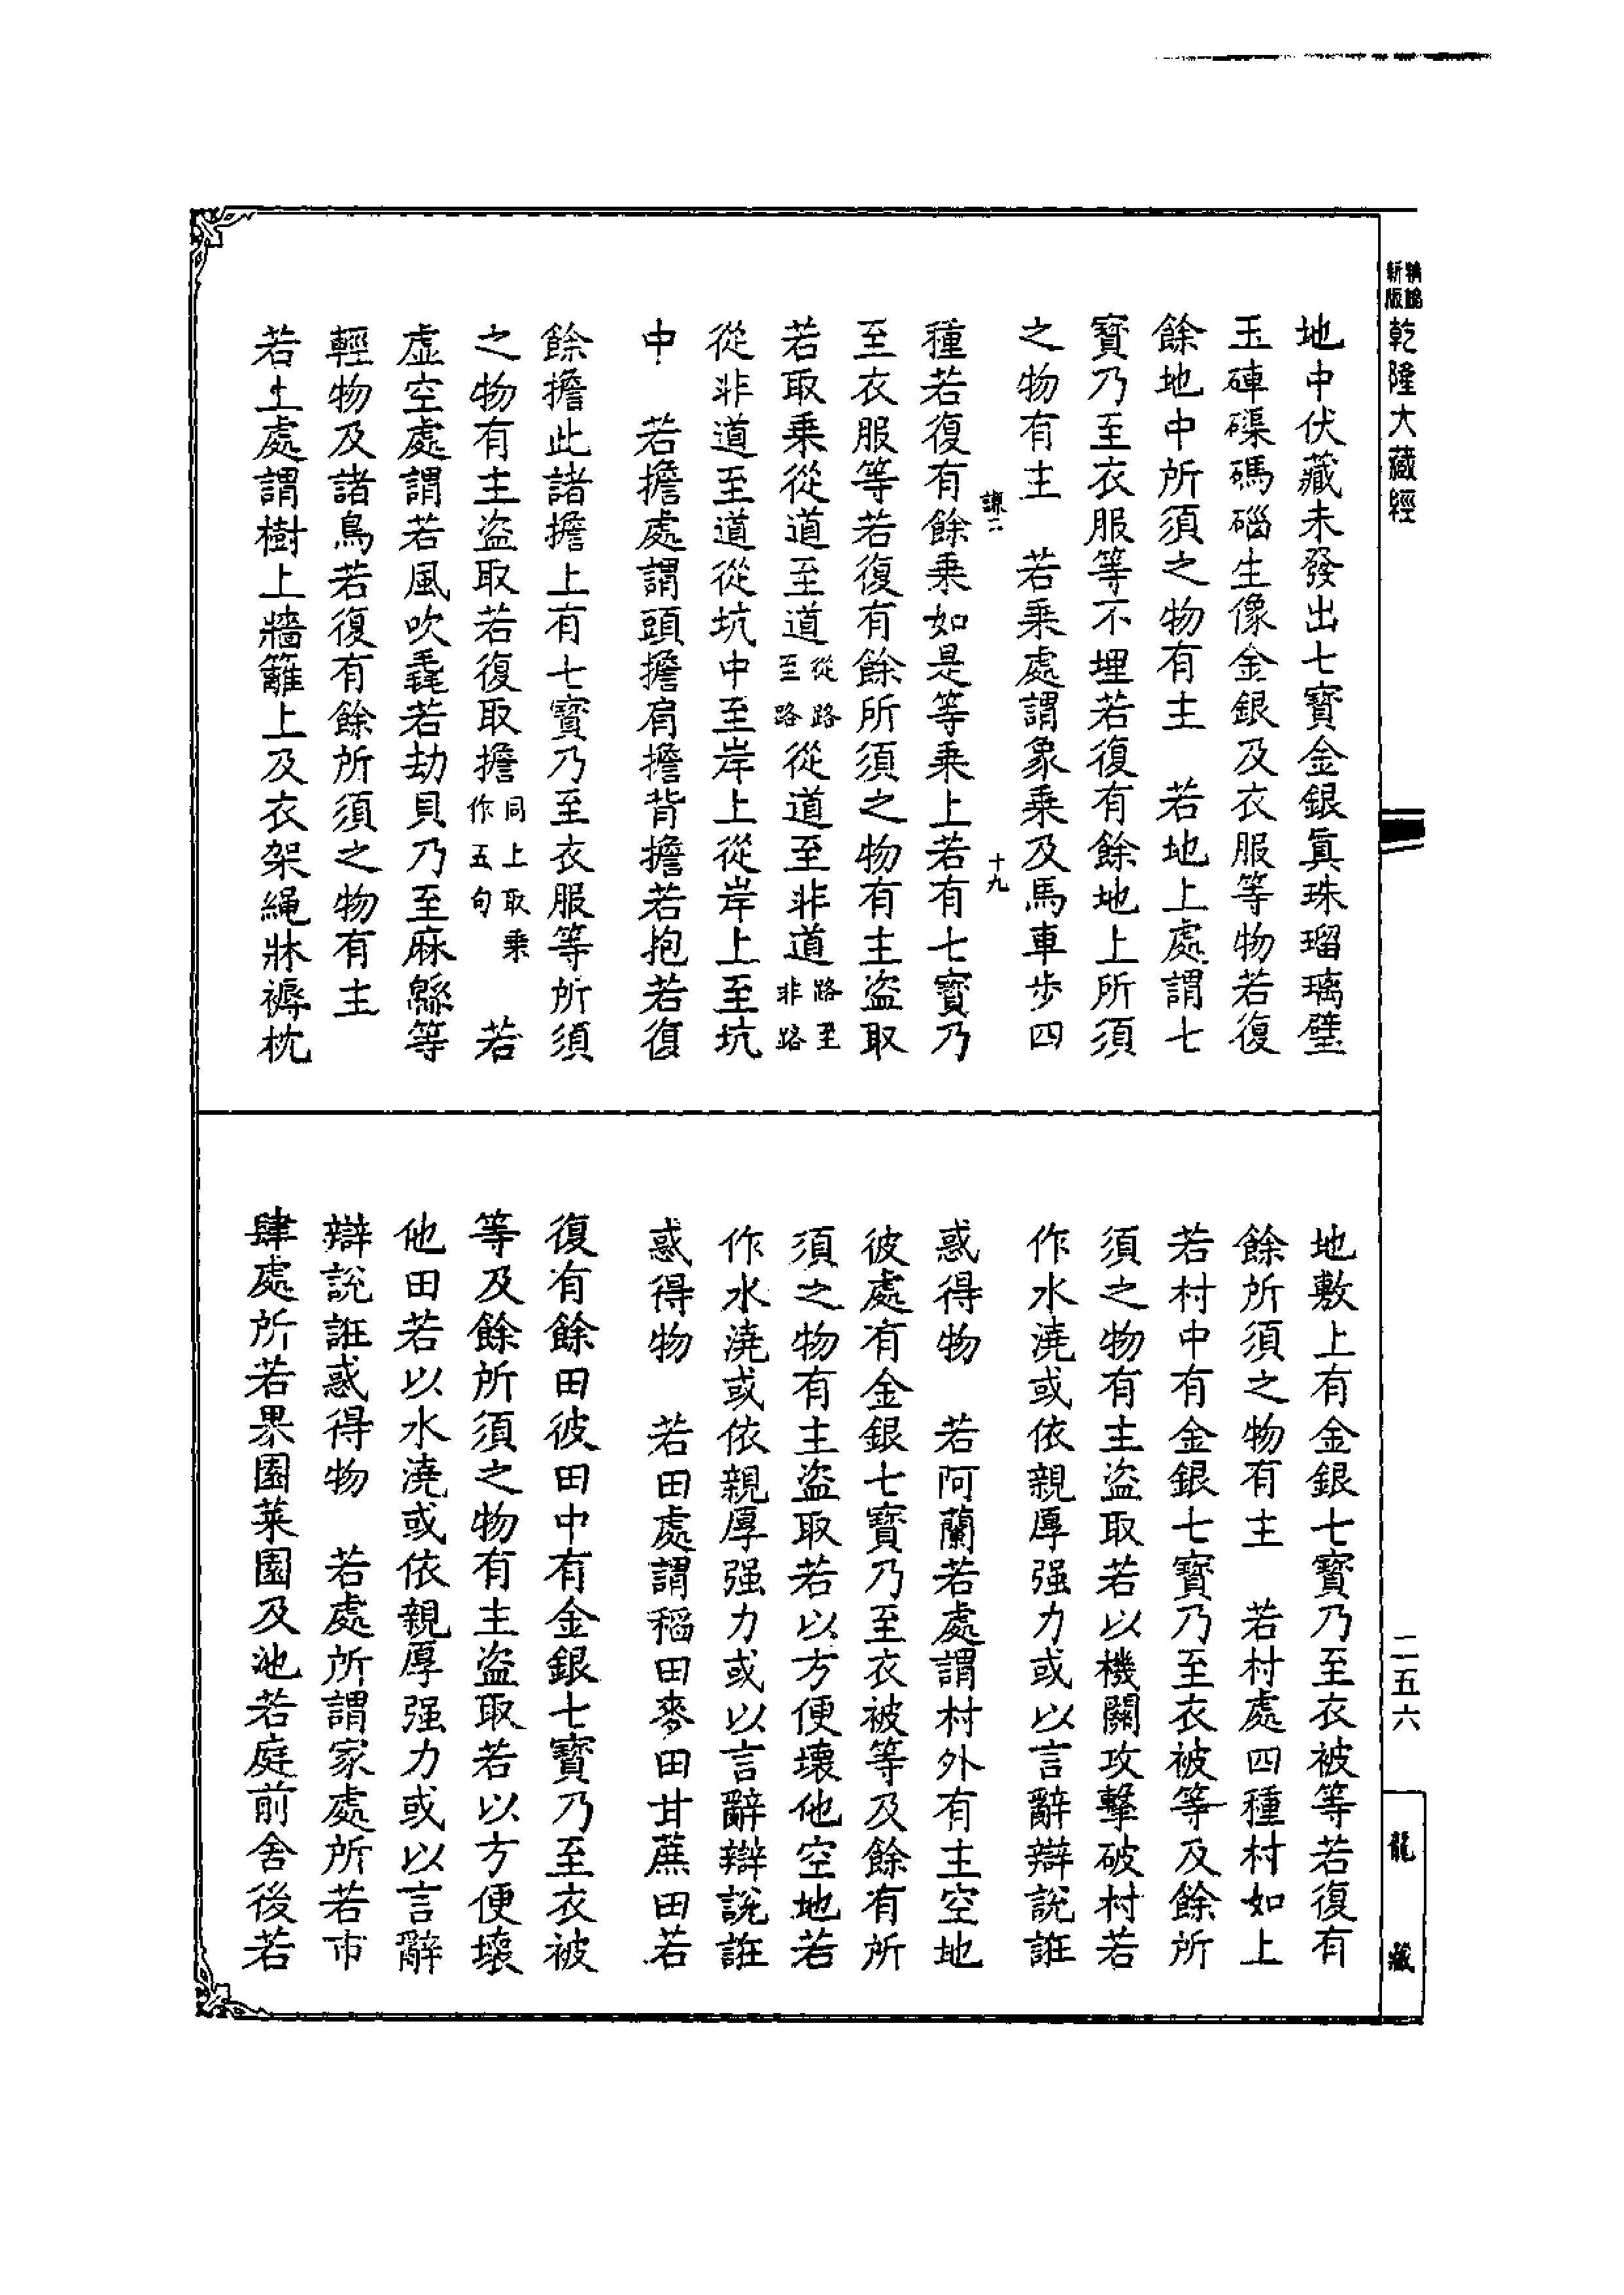 新版
精縮
乾隆大藏經
二五六
龍藏
地中伏藏未發出七寶金銀眞珠瑠璃璧
玉硨磲碼碯生像金銀及衣服等物若復
餘地中所須之物有主　若地上處謂七
寶乃至衣服等不埋若復有餘地上所須
之物有主　若乘處謂象乘及馬車步四
謙二　十九
種若復有餘乘如是等乘上若有七寶乃
至衣服等若復有餘所須之物有主盜取
若取乘從道至道從路至路從道至非道路至非路
從非道至道從坑中至岸上從岸上至坑
中　若擔處謂頭擔肩擔背擔若抱若復
餘擔此諸擔上有七寶乃至衣服等所須
之物有主盜取若復取擔同上取乘作五句　若
虛空處謂若風吹毳若劫貝乃至麻緜等
輕物及諸鳥若復有餘所須之物有主
若上處謂樹上牆籬上及衣架繩牀褥枕
地敷上有金銀七寶乃至衣被等若復有
餘所須之物有主　若村處四種村如上
若村中有金銀七寶乃至衣被等及餘所
須之物有主盜取若以機關攻擊破村若
作水澆或依親厚强力或以言辭辯說誑
惑得物　若阿蘭若處謂村外有主空地
彼處有金銀七寶乃至衣被等及餘有所
須之物有主盜取若以方便壞他空地若
作水澆或依親厚强力或以言辭辯說誑
惑得物　若田處謂稻田麥田甘蔗田若
復有餘田彼田中有金銀七寶乃至衣被
等及餘所須之物有主盜取若以方便壞
他田若以水澆或依親厚强力或以言辭
辯說誑惑得物　若處所謂家處所若市
肆處所若果園菜園及池若庭前舍後若